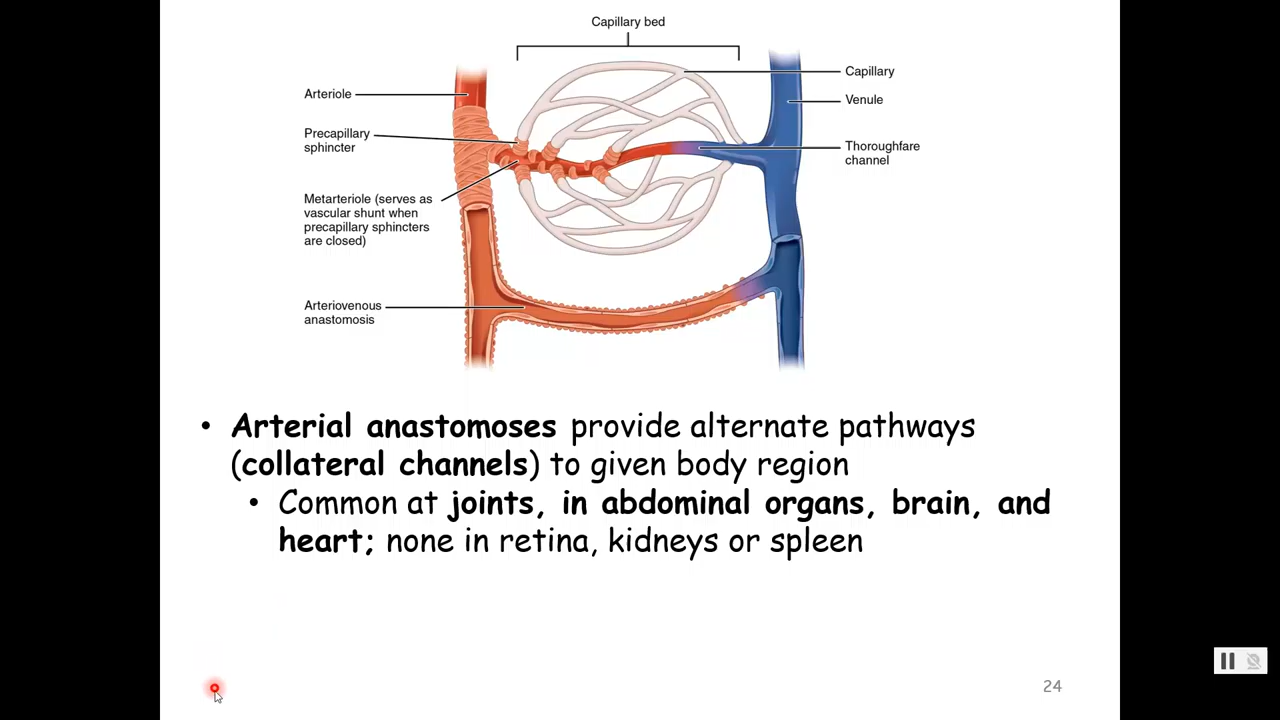 Capillary bed
Arteriole
Precapillary
sphincter
Metarteriole (serves as
vascular shunt when
precapillary sphincters
are closed)
Arteriovenous
anastomosis
Capillary
Venule
Thoroughfare
channel
• Arterial anastomoses provide alternate pathways
(collateral channels) to given body region
• Common at joints, in abdominal organs, brain, and
heart; none in retina, kidneys or spleen
24